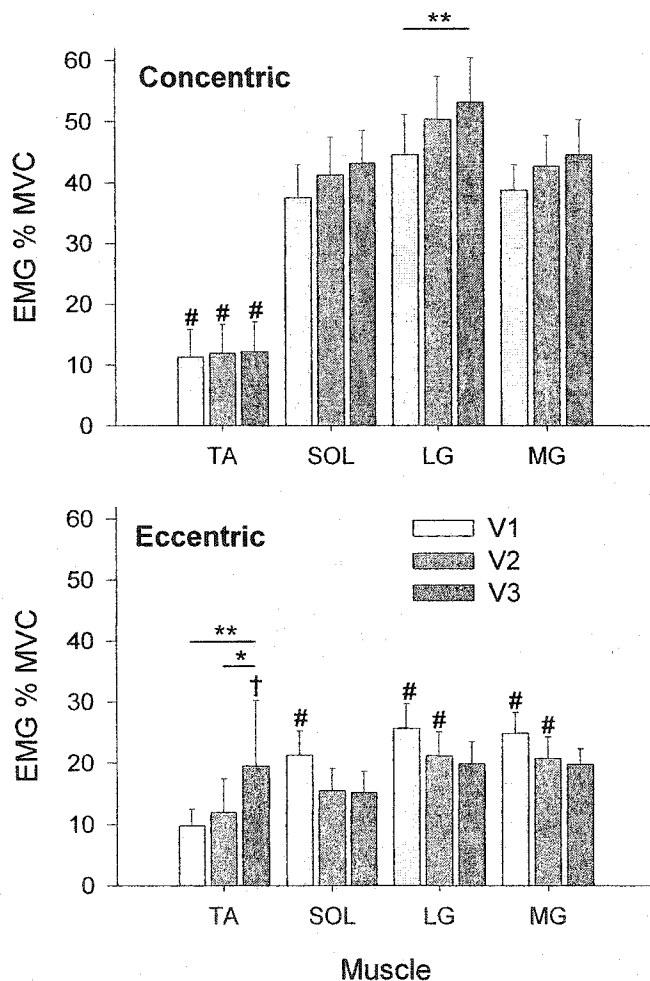 **
60
Concentric
50
40
EMG % MVC
30
20
# # #
10
0
TA SOL LG MG
60
Eccentric
V1
50
V2
V3
40
**
EMG % MVC
*
30
†
# # # # #
20
10
0
TA SOL LG MG
Muscle